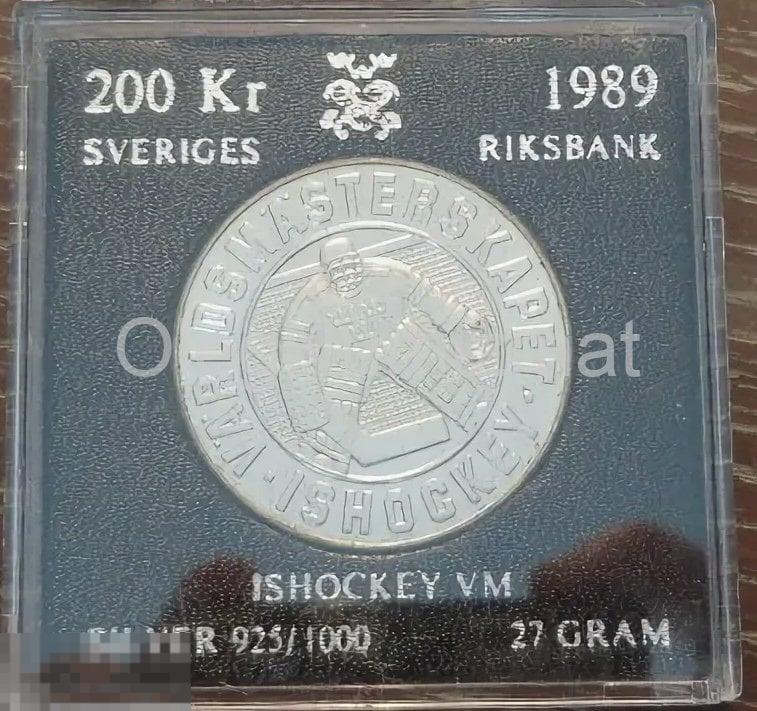 200 Kr 1989
SVERIGES RIKSBANK
VÄRLDSMÄSTERSKAPET · ISHOCKEY ·
ISHOCKEY VM
925/1000 27 GRAM